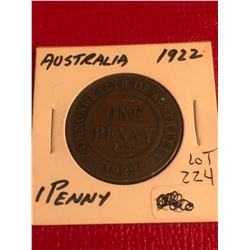 AUSTRALIA 1922
COMMONWEALTH OF AUSTRALIA
ONE
PENNY
1922
LOT
224
1 PENNY